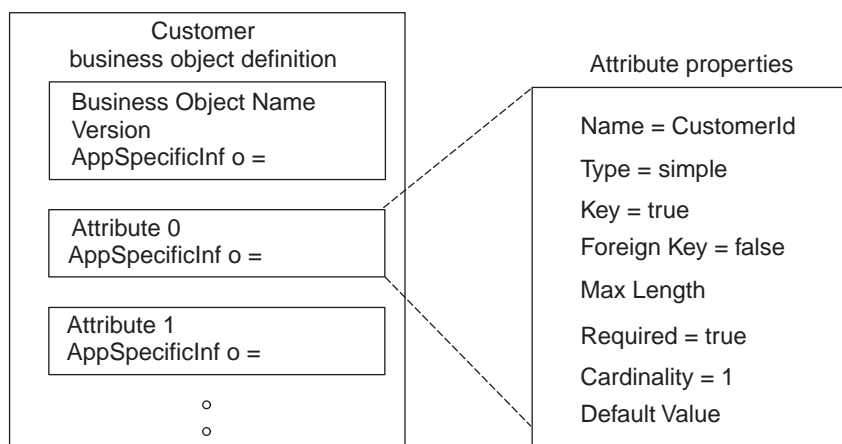 Customer
business object definition
Business Object Name
Version
AppSpecificInf o =
Attribute 0
AppSpecificInf o =
Attribute 1
AppSpecificInf o =
Attribute properties
Name = CustomerId
Type = simple
Key = true
Foreign Key = false
Max Length
Required = true
Cardinality = 1
Default Value